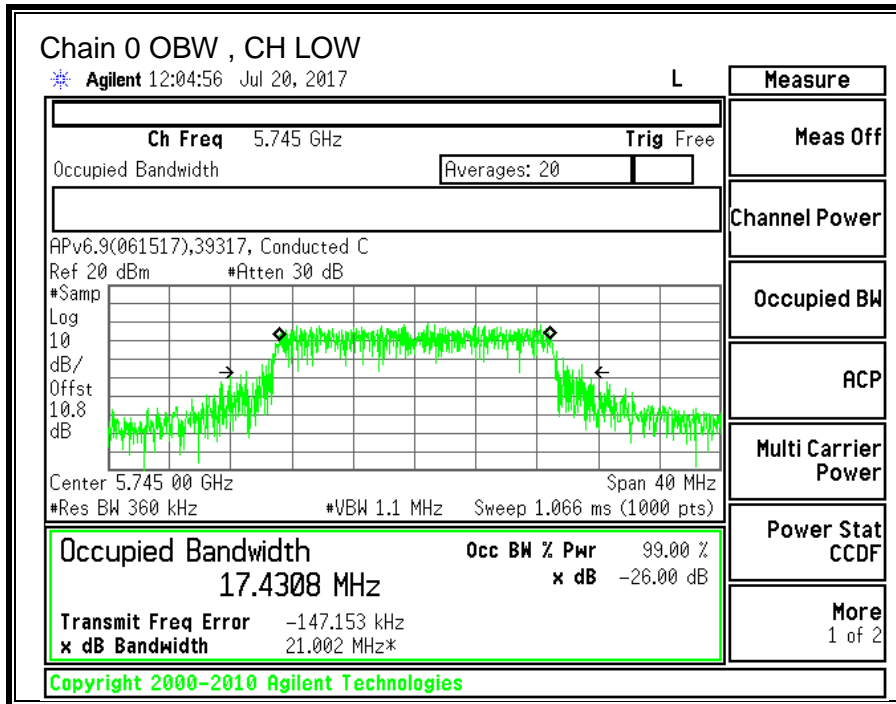 Chain 0 OBW , CH LOW
Agilent 12:04:56 Jul 20, 2017 L
Ch Freq 5.745 GHz Trig Free
Occupied Bandwidth Averages: 20
APv6.9(061517),39317, Conducted C
Ref 20 dBm #Atten 30 dB
#Samp
Log
10
dB/
Offst
10.8
dB
Center 5.745 00 GHz Span 40 MHz
#Res BW 360 kHz #VBW 1.1 MHz Sweep 1.066 ms (1000 pts)
Occupied Bandwidth Occ BW % Pwr 99.00 %
17.4308 MHz x dB -26.00 dB
Transmit Freq Error -147.153 kHz
x dB Bandwidth 21.002 MHz*
Copyright 2000-2010 Agilent Technologies
Measure
Meas Off
Channel Power
Occupied BW
ACP
Multi Carrier
Power
Power Stat
CCDF
More
1 of 2